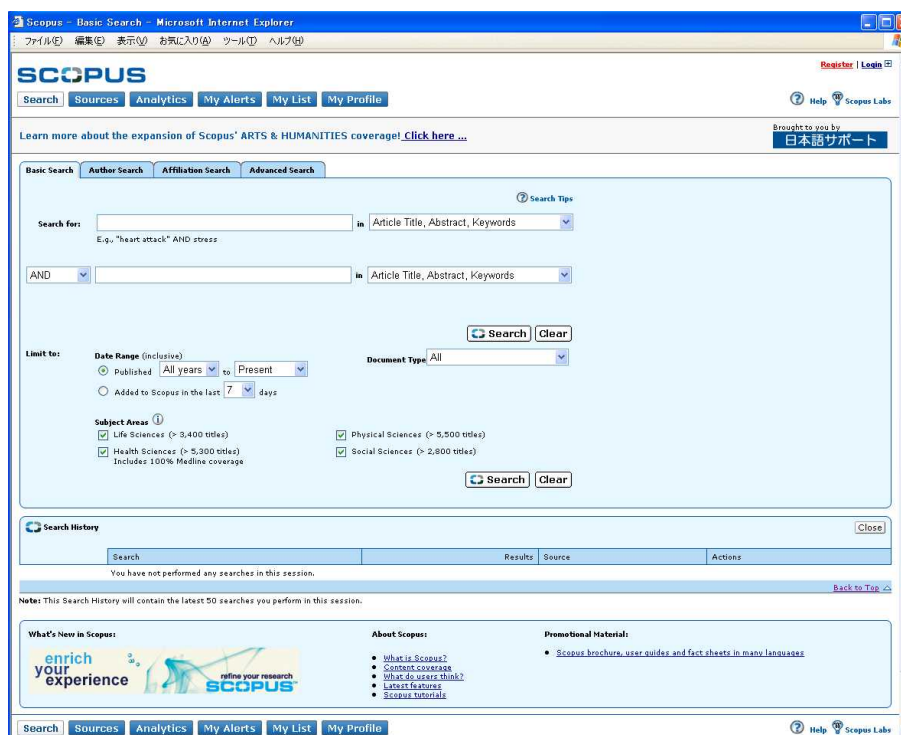 Scopus - Basic Search - Microsoft Internet Explorer
ファイル(F) 編集(E) 表示(V) お気に入り(A) ツール(T) ヘルプ(H)
SCOPUS
Register | Login
Search Sources Analytics My Alerts My List My Profile
Help Scopus Labs
Learn more about the expansion of Scopus' ARTS & HUMANITIES coverage! Click here ...
Brought to you by
日本語サポート
Basic Search Author Search Affiliation Search Advanced Search
Search Tips
Search for: in Article Title, Abstract, Keywords
E.g., "heart attack" AND stress
AND in Article Title, Abstract, Keywords
Search Clear
Limit to: Date Range (inclusive) Document Type All
Published All years to Present
Added to Scopus in the last 7 days
Subject Areas
Life Sciences (> 3,400 titles) Physical Sciences (> 5,500 titles)
Health Sciences (> 5,300 titles) Social Sciences (> 2,800 titles)
Includes 100% Medline coverage
Search Clear
Search History Close
Search Results Source Actions
You have not performed any searches in this session.
Back to Top
Note: This Search History will contain the latest 50 searches you perform in this session.
What's New in Scopus: About Scopus: Promotional Material:
enrich
your
experience
refine your research
SCOPUS
What is Scopus?
Content coverage
What do users think?
Latest features
Scopus tutorials
Scopus brochure, user guides and fact sheets in many languages
Search Sources Analytics My Alerts My List My Profile
Help Scopus Labs